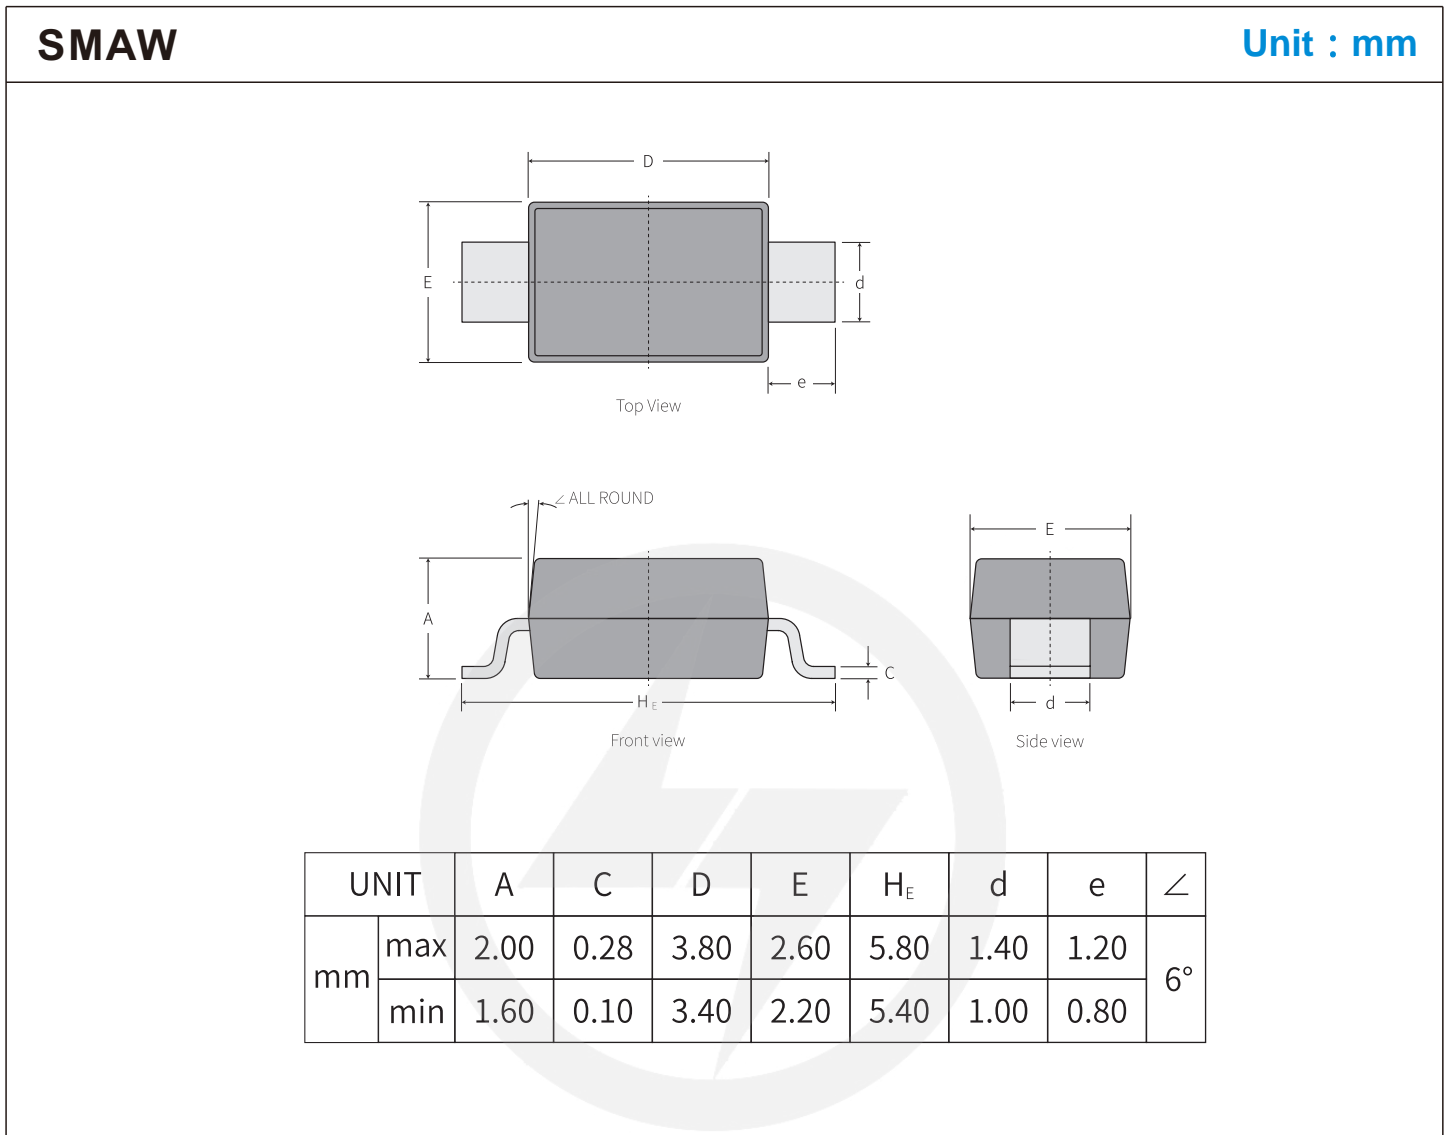 SMAW
Unit : mm
D
E
d
e
Top View
∠ ALL ROUND
E
A
C
HE
d
Front view
Side view
UNIT A C D E HE d e ∠
mm max 2.00 0.28 3.80 2.60 5.80 1.40 1.20 6°
min 1.60 0.10 3.40 2.20 5.40 1.00 0.80